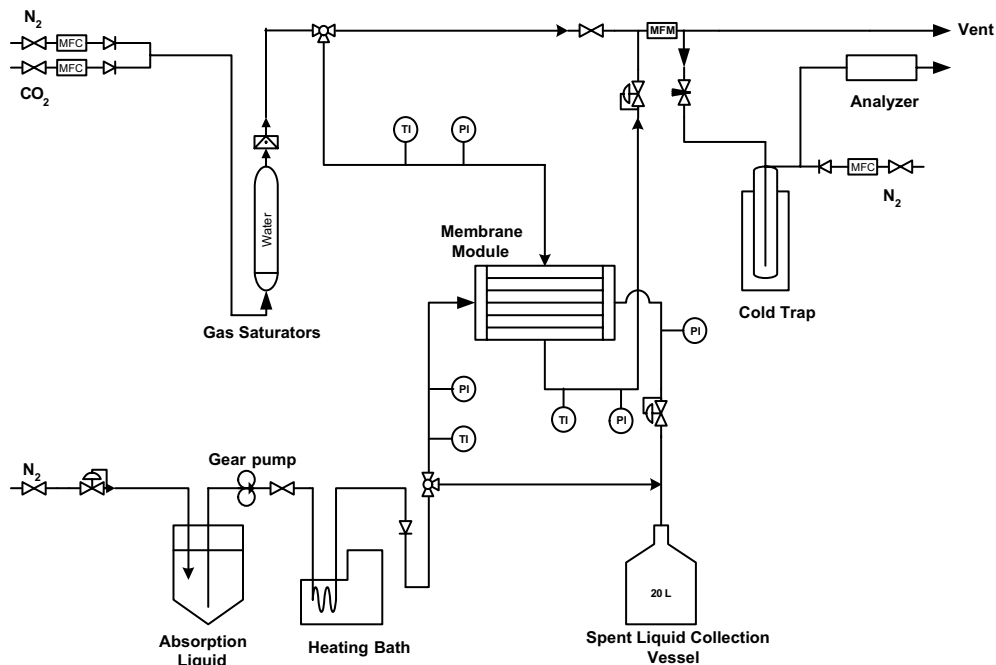 N2
MFC
MFM
Vent
MFC
CO2
Analyzer
TI
PI
MFC
N2
Water
Membrane
Module
Cold Trap
Gas Saturators
PI
PI
TI
PI
TI
Gear pump
N2
20 L
Absorption
Liquid
Heating Bath
Spent Liquid Collection
Vessel